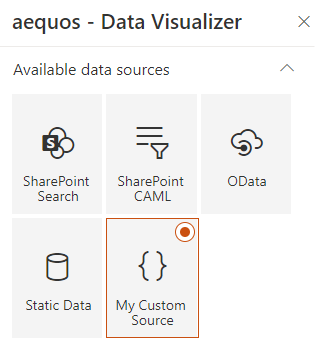 aequos - Data Visualizer
Available data sources
SharePoint
Search
SharePoint
CAML
OData
Static Data
My Custom
Source